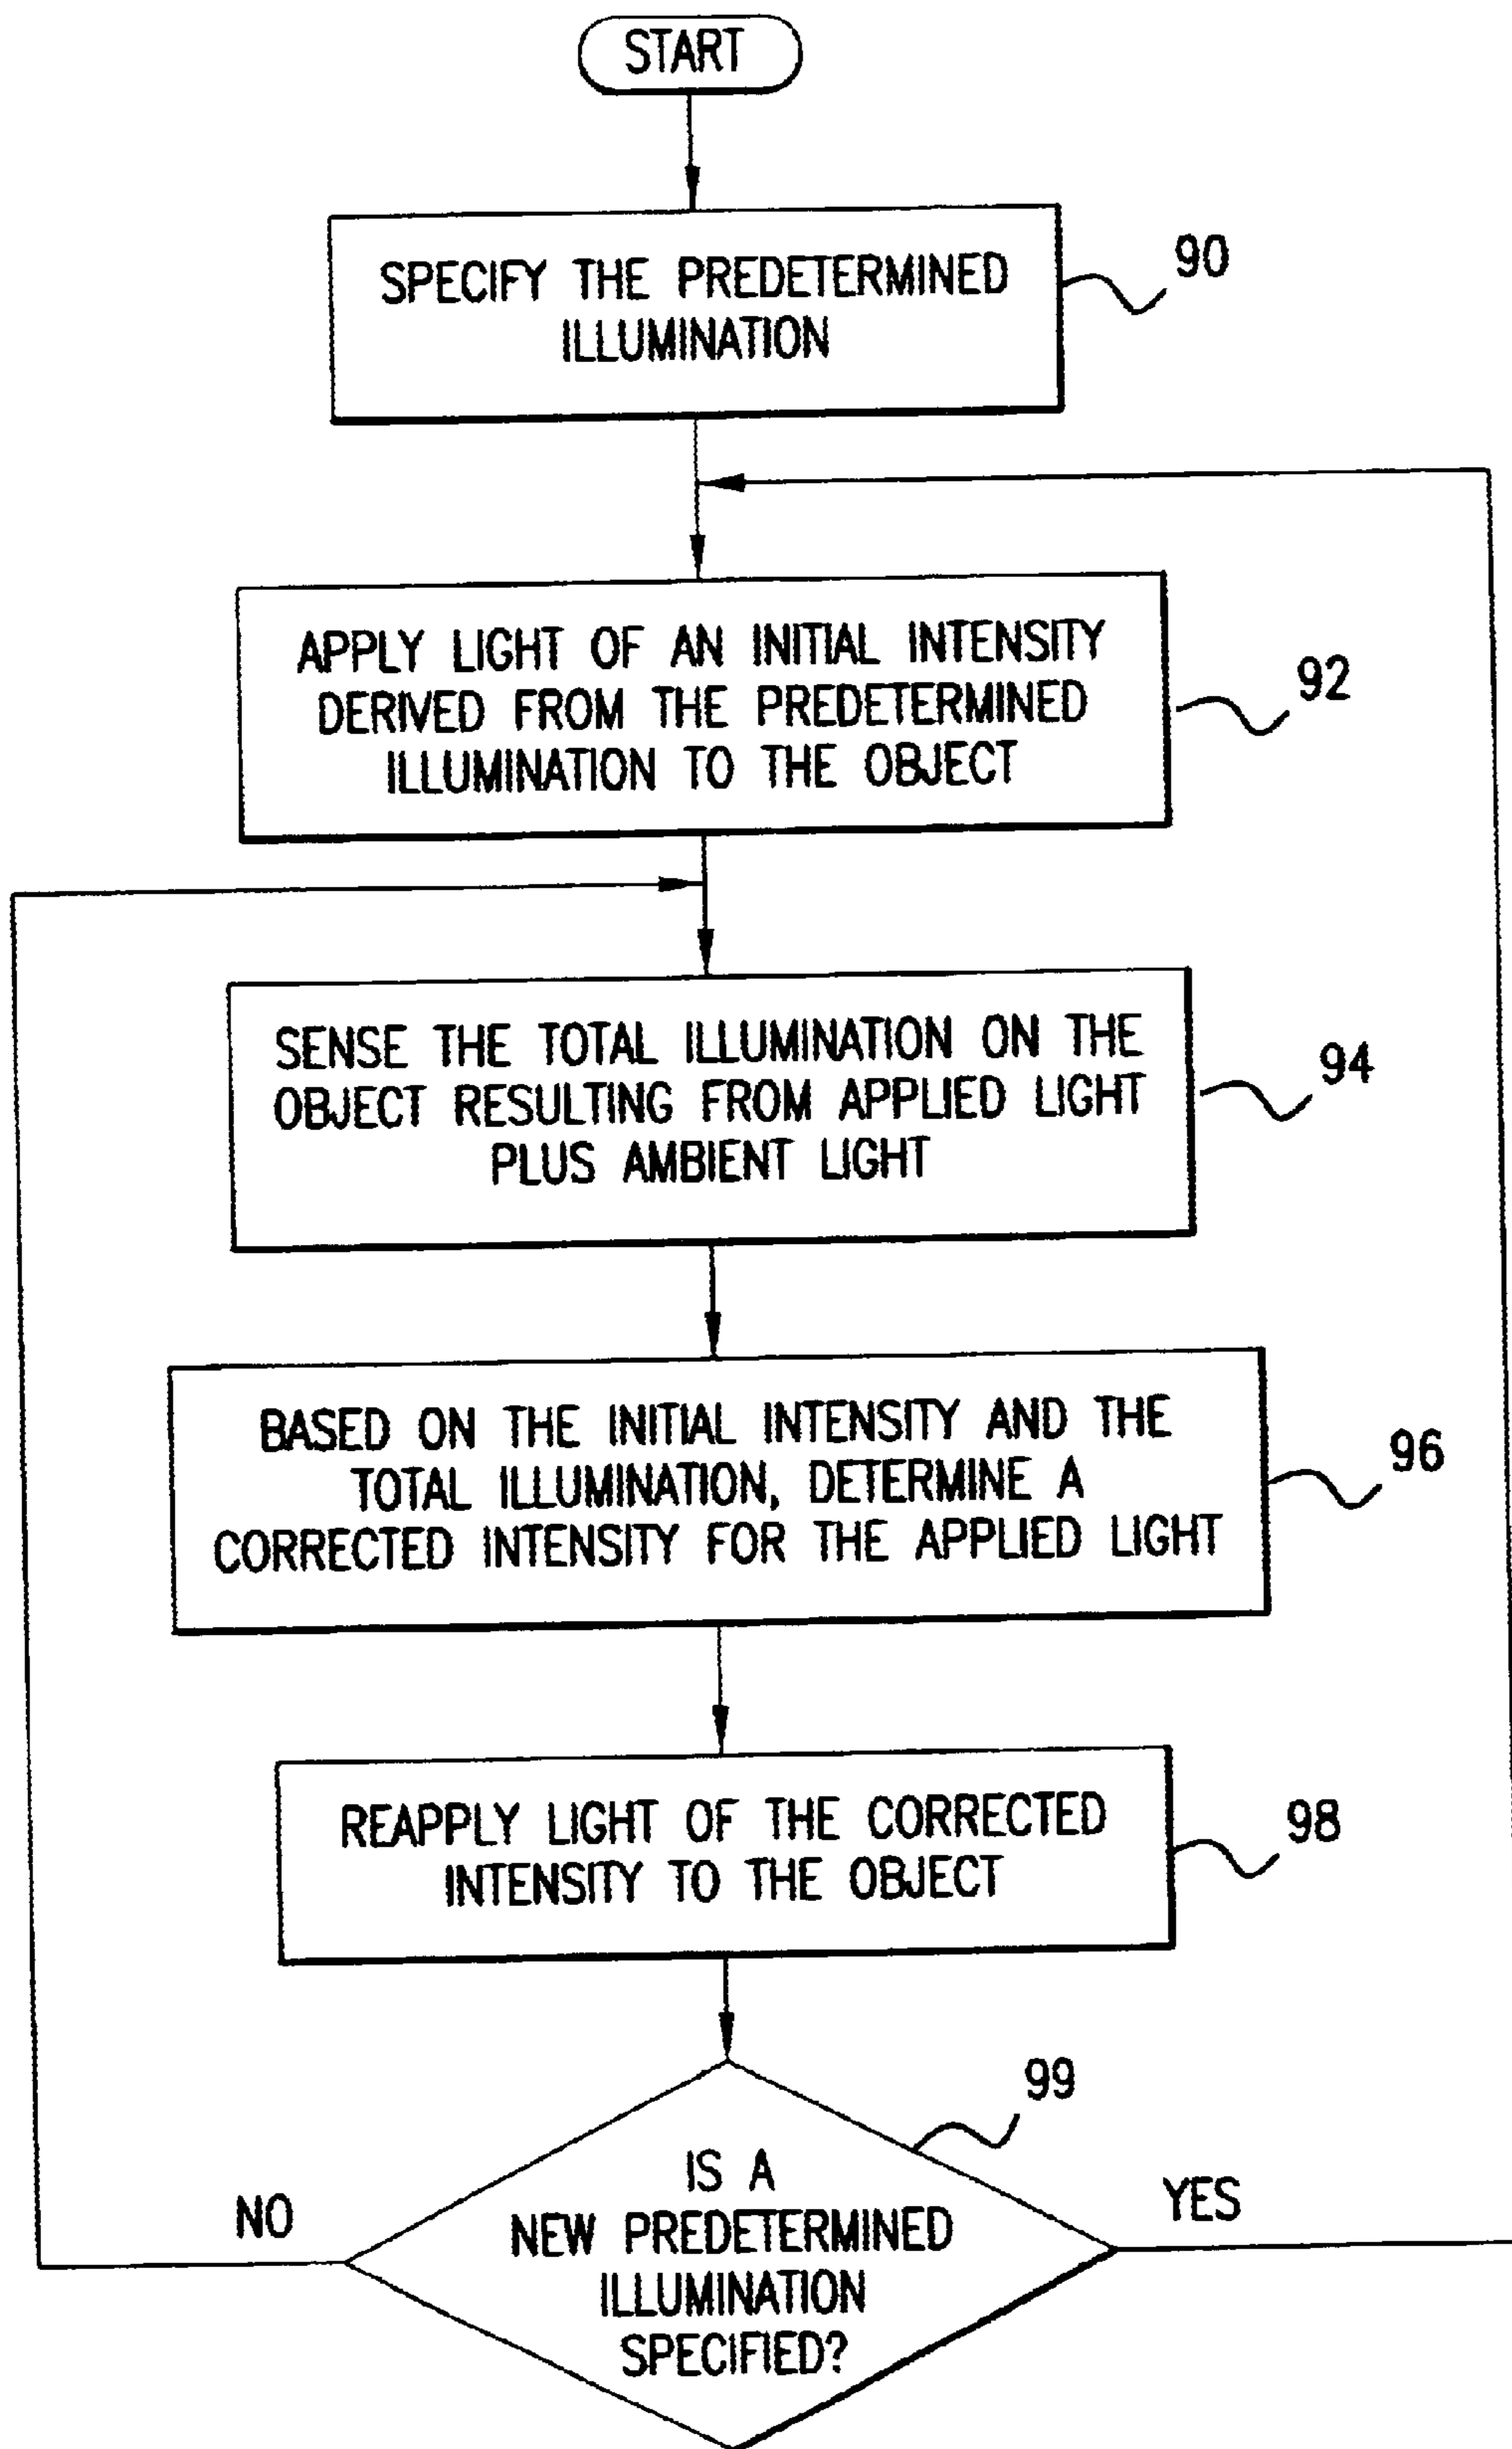 START
SPECIFY THE PREDETERMINED
ILLUMINATION
90
APPLY LIGHT OF AN INITIAL INTENSITY
DERIVED FROM THE PREDETERMINED
ILLUMINATION TO THE OBJECT
92
SENSE THE TOTAL ILLUMINATION ON THE
OBJECT RESULTING FROM APPLIED LIGHT
PLUS AMBIENT LIGHT
94
BASED ON THE INITIAL INTENSITY AND THE
TOTAL ILLUMINATION, DETERMINE A
CORRECTED INTENSITY FOR THE APPLIED LIGHT
96
REAPPLY LIGHT OF THE CORRECTED
INTENSITY TO THE OBJECT
98
99
IS A
NEW PREDETERMINED
ILLUMINATION
SPECIFIED?
NO
YES